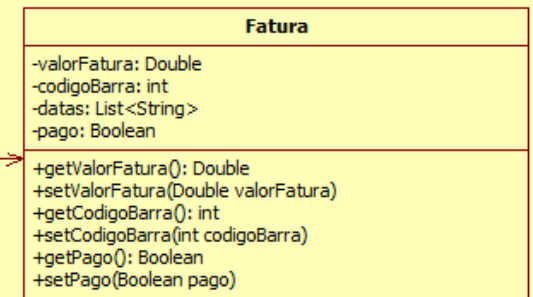 Fatura
-valorFatura: Double
-codigoBarra: int
-datas: List<String>
-pago: Boolean
+getValorFatura(): Double
+setValorFatura(Double valorFatura)
+getCodigoBarra(): int
+setCodigoBarra(int codigoBarra)
+getPago(): Boolean
+setPago(Boolean pago)